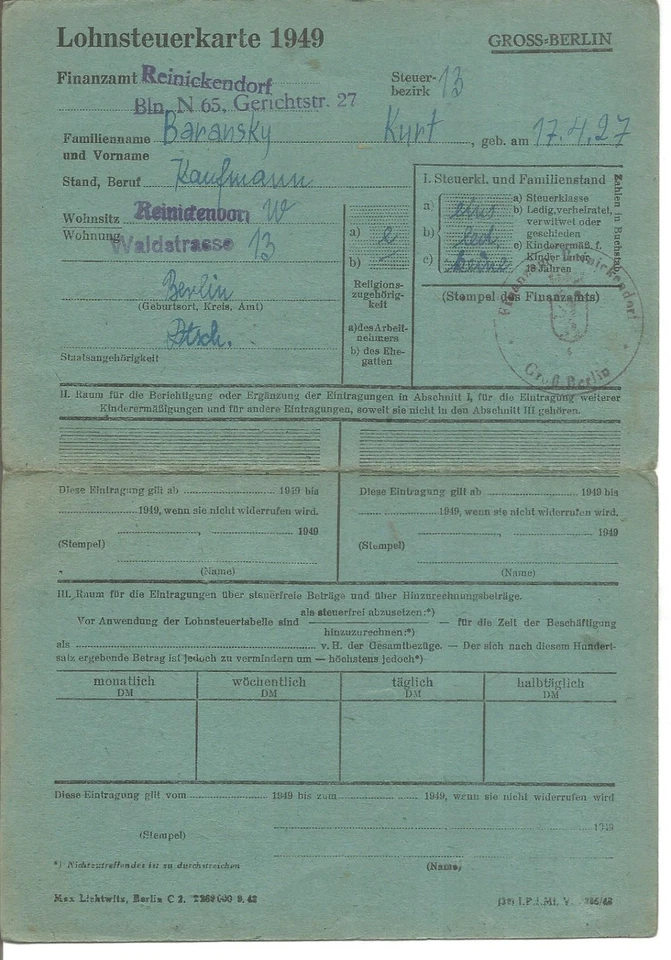 Lohnsteuerkarte 1949
GROSS=BERLIN
Finanzamt Reinickendorf
Bln. N 65, Gerichtstr. 27
Steuer-
bezirk 13
Familienname Baransky Kurt, geb. am 17.4.27
und Vorname
Stand, Beruf Kaufmann
Wohnsitz Reinickendorf W
Wohnung Waldstrasse 13
Berlin
(Geburtsort, Kreis, Amt)
Dtsch.
Staatsangehörigkeit
a) e
b)
Religions-
zugehörig-
keit
a) des Arbeit-
nehmers
b) des Ehe-
gatten
I. Steuerkl. und Familienstand
a) eins
b) led
c) keine
a) Steuerklasse
b) Ledig, verheiratet,
verwitwet oder
geschieden
c) Kinderermäß. f.
Kinder unter
18 Jahren
Zahlen in Buchstab.
(Stempel des Finanzamts)
Finanzamt Reinickendorf
Groß Berlin
II. Raum für die Berichtigung oder Ergänzung der Eintragungen in Abschnitt I, für die Eintragung weiterer
Kinderermäßigungen und für andere Eintragungen, soweit sie nicht in den Abschnitt III gehören.
Diese Eintragung gilt ab 1949 bis
1949, wenn sie nicht widerrufen wird.
1949
(Stempel)
(Name)
Diese Eintragung gilt ab 1949 bis
1949, wenn sie nicht widerrufen wird.
1949
(Stempel)
(Name)
III. Raum für die Eintragungen über steuerfreie Beträge und über Hinzurechnungsbeträge.
als steuerfrei abzusetzen:*)
Vor Anwendung der Lohnsteuertabelle sind — für die Zeit der Beschäftigung
hinzuzurechnen:*)
als v. H. der Gesamtbezüge. — Der sich nach diesem Hundert-
satz ergebende Betrag ist jedoch zu vermindern um — höchstens jedoch*)
monatlich wöchentlich täglich halbtäglich
DM DM DM DM
Diese Eintragung gilt vom 1949 bis zum 1949, wenn sie nicht widerrufen wird
1949
(Stempel)
*) Nichtzutreffendes ist zu durchstreichen
(Name)
Max Lichtwitz, Berlin C 2. 2268000 9. 48